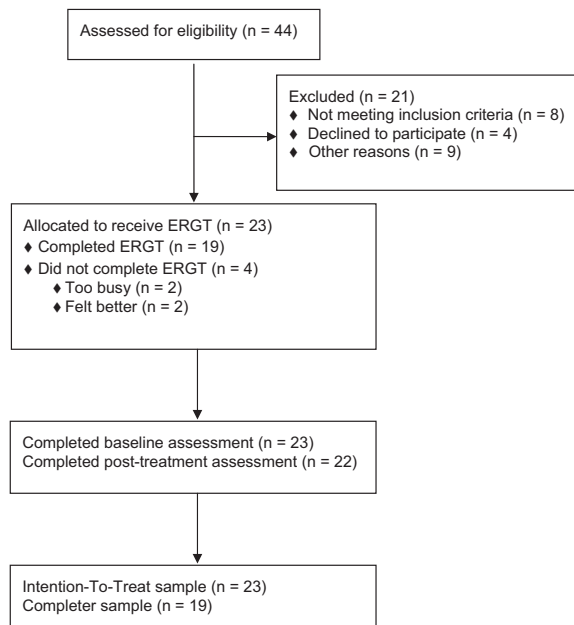 Assessed for eligibility (n = 44)
Excluded (n = 21)
♦ Not meeting inclusion criteria (n = 8)
♦ Declined to participate (n = 4)
♦ Other reasons (n = 9)
Allocated to receive ERGT (n = 23)
♦ Completed ERGT (n = 19)
♦ Did not complete ERGT (n = 4)
♦ Too busy (n = 2)
♦ Felt better (n = 2)
Completed baseline assessment (n = 23)
Completed post-treatment assessment (n = 22)
Intention-To-Treat sample (n = 23)
Completer sample (n = 19)